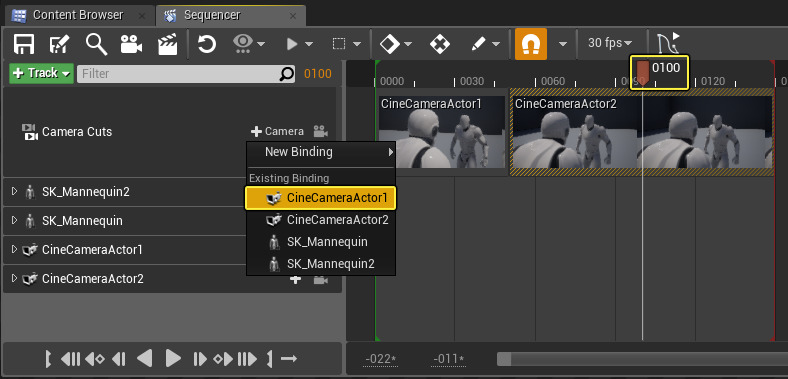 Content Browser
Sequencer
30 fps
Track
Filter
0100
0000
0030
0060
0100
0120
Camera Cuts
Camera
CineCameraActor1
CineCameraActor2
New Binding
Existing Binding
CineCameraActor1
CineCameraActor2
SK_Mannequin
SK_Mannequin2
SK_Mannequin2
SK_Mannequin
CineCameraActor1
CineCameraActor2
-022*
-011*